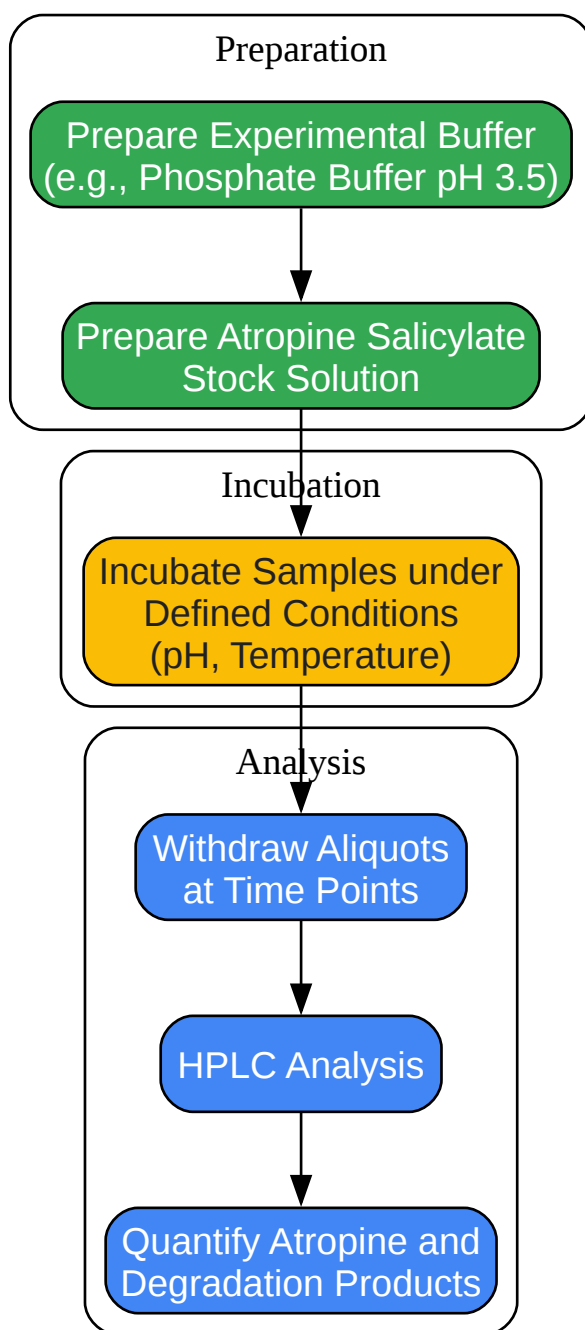 Preparation
Prepare Experimental Buffer
(e.g., Phosphate Buffer pH 3.5)
Prepare Atropine Salicylate
Stock Solution
Incubation
Incubate Samples under
Defined Conditions
(pH, Temperature)
Analysis
Withdraw Aliquots
at Time Points
HPLC Analysis
Quantify Atropine and
Degradation Products